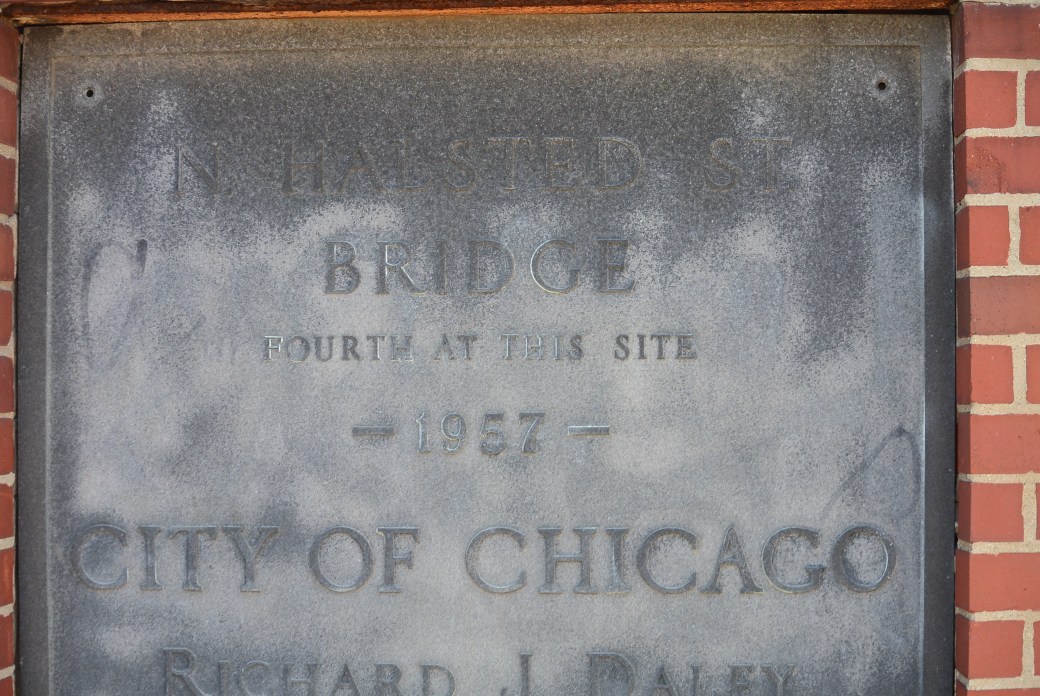 N. HALSTED ST
BRIDGE
FOURTH AT THIS SITE
— 1957 —
CITY OF CHICAGO
RICHARD J. DALEY